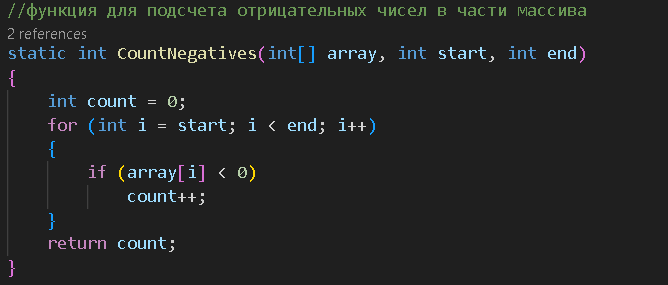 //функция для подсчета отрицательных чисел в части массива
2 references
static int CountNegatives(int[] array, int start, int end)
{
    int count = 0;
    for (int i = start; i < end; i++)
    {
        if (array[i] < 0)
            count++;
    }
    return count;
}